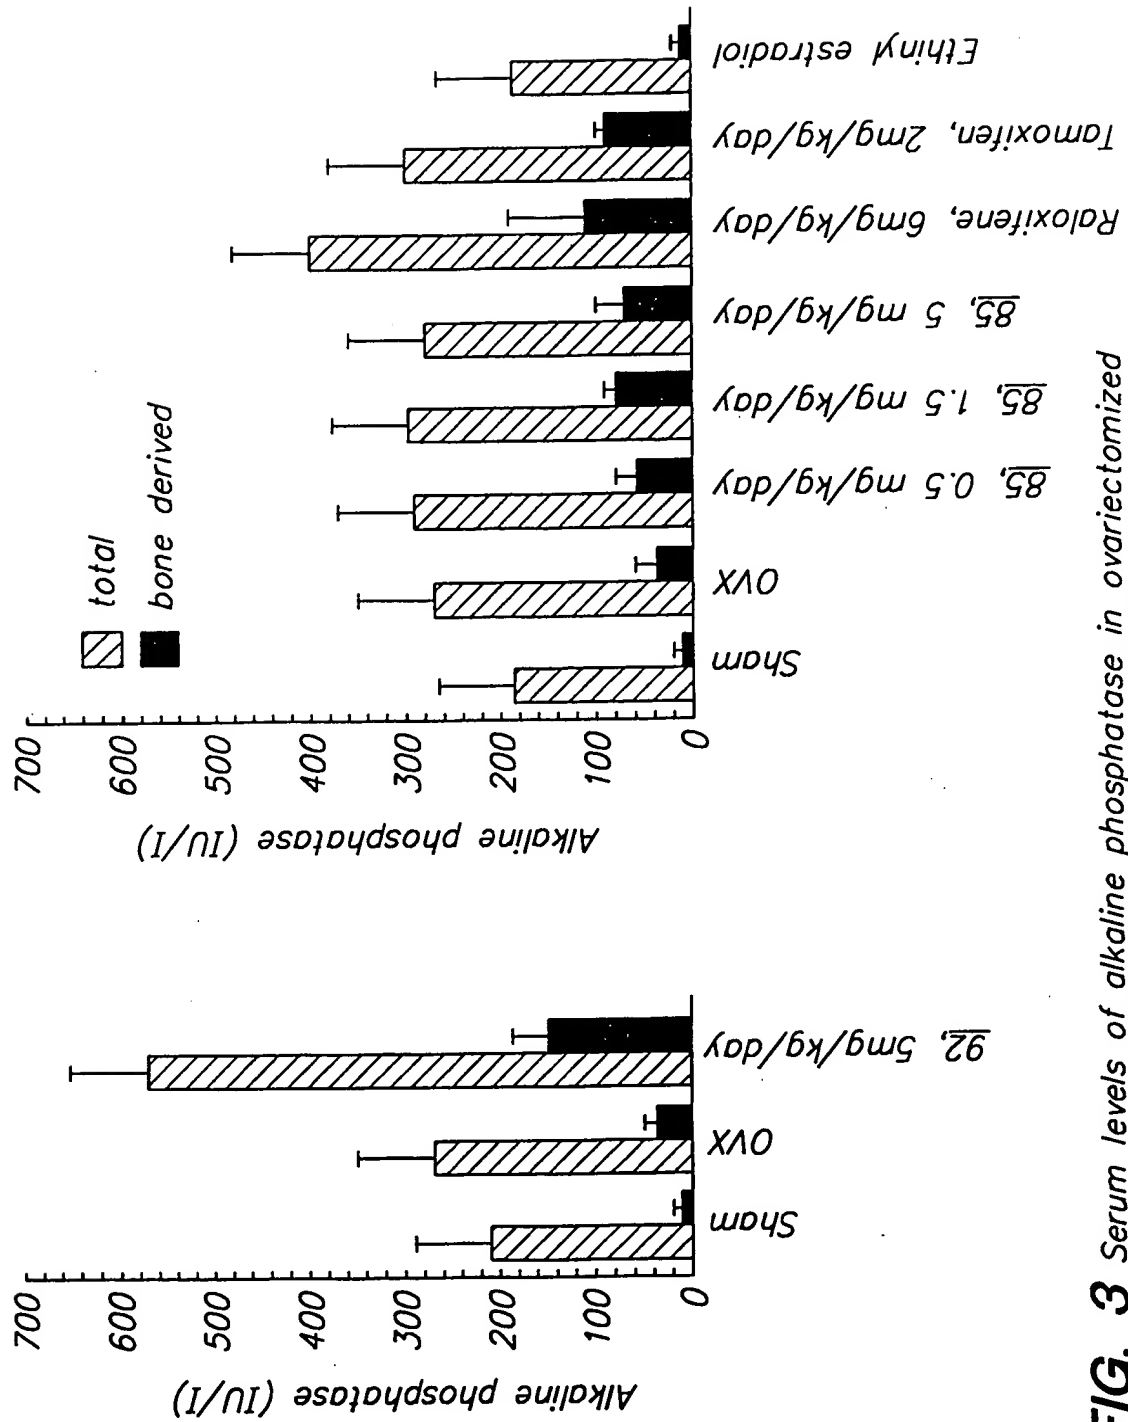 Alkaline phosphatase (IU/I)
700
600
500
400
300
200
100
0
Sham
OVX
92, 5mg/kg/day
Alkaline phosphatase (IU/I)
700
600
500
400
300
200
100
0
total
bone derived
Sham
OVX
85, 0.5 mg/kg/day
85, 1.5 mg/kg/day
85, 5 mg/kg/day
Raloxifene, 6mg/kg/day
Tamoxifen, 2mg/kg/day
Ethinyl estradiol
FIG. 3 Serum levels of alkaline phosphatase in ovariectomized